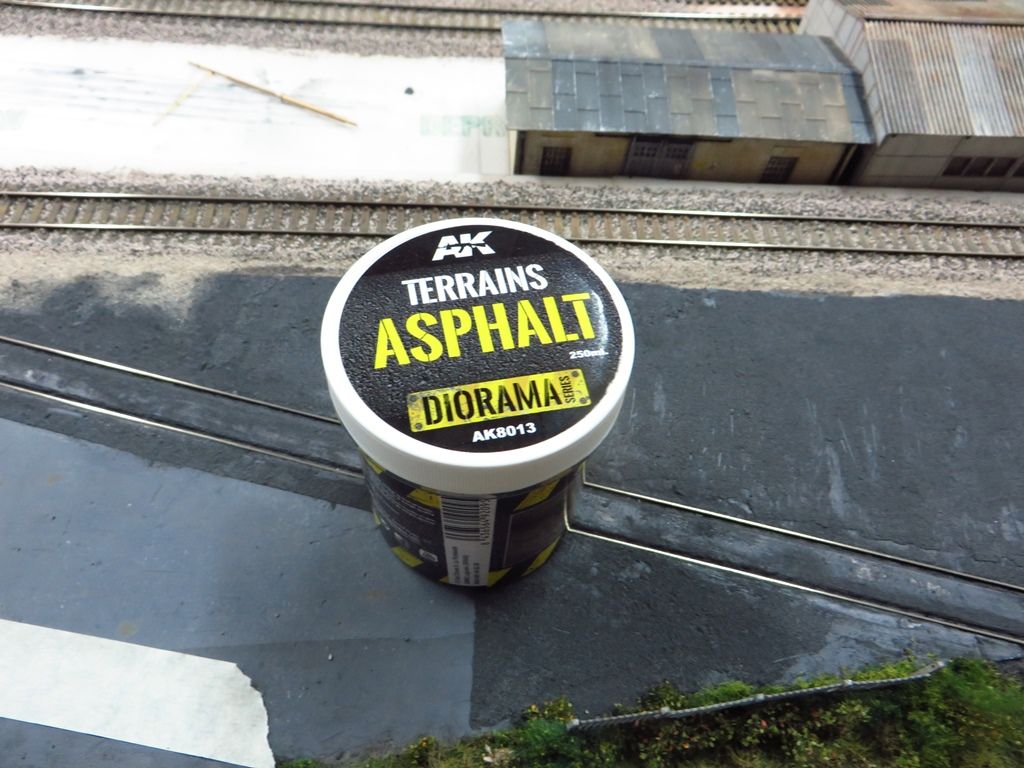 AK
TERRAINS
ASPHALT
250ml.
DIORAMA SERIES
AK8013